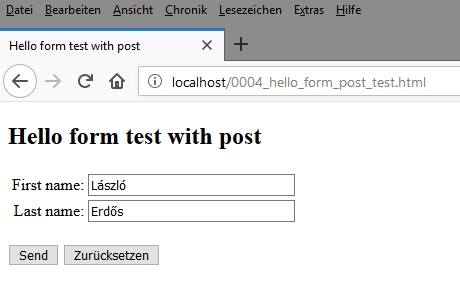 Datei Bearbeiten Ansicht Chronik Lesezeichen Extras Hilfe
Hello form test with post
localhost/0004_hello_form_post_test.html
Hello form test with post
First name: László
Last name: Erdős
Send Zurücksetzen